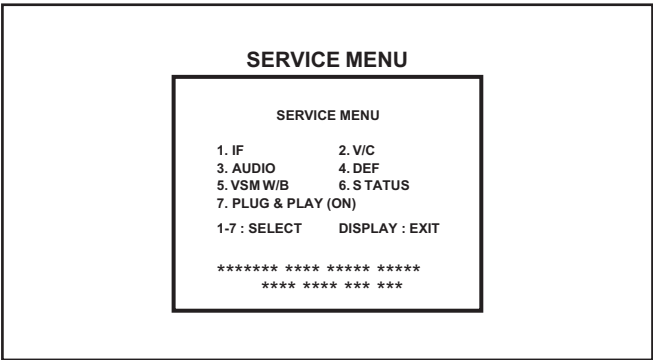 SERVICE MENU
SERVICE MENU
1. IF 2. V/C
3. AUDIO 4. DEF
5. VSM W/B 6. S TATUS
7. PLUG & PLAY (ON)
1-7 : SELECT DISPLAY : EXIT
******* **** ***** *****
**** **** *** ***